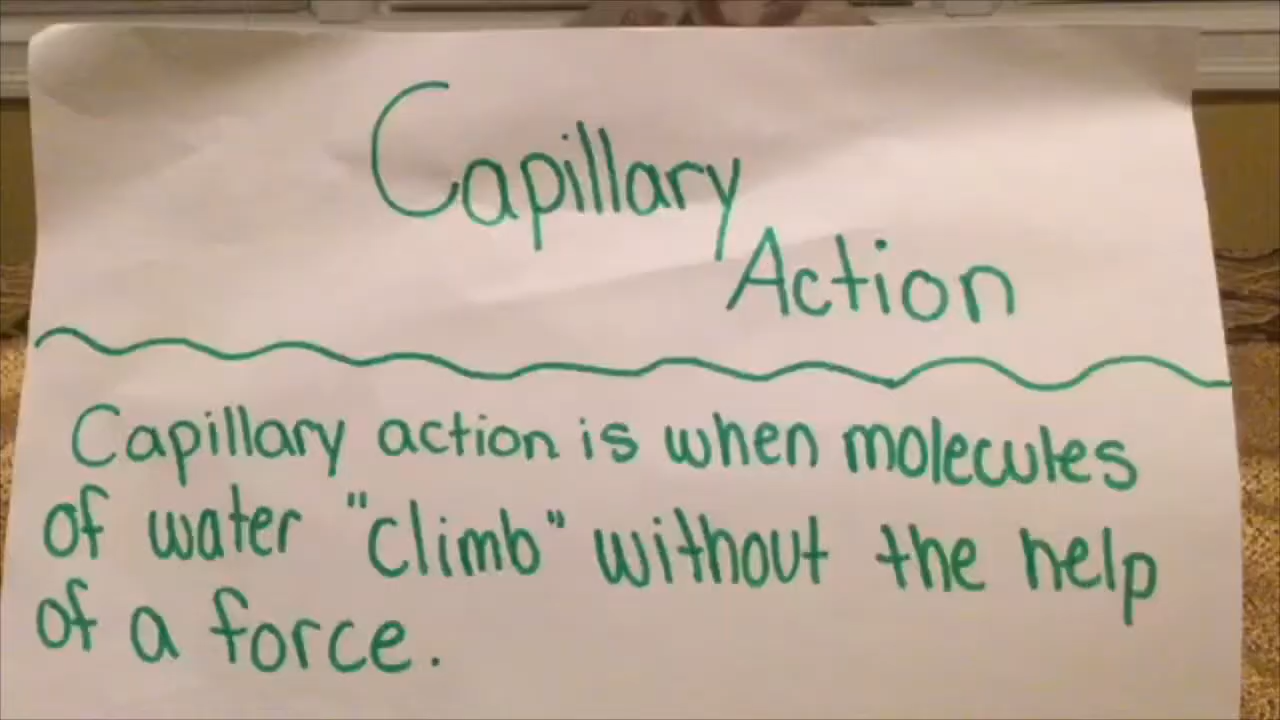 Capillary
Action
Capillary action is when molecules
of water "climb" without the help
of a force.